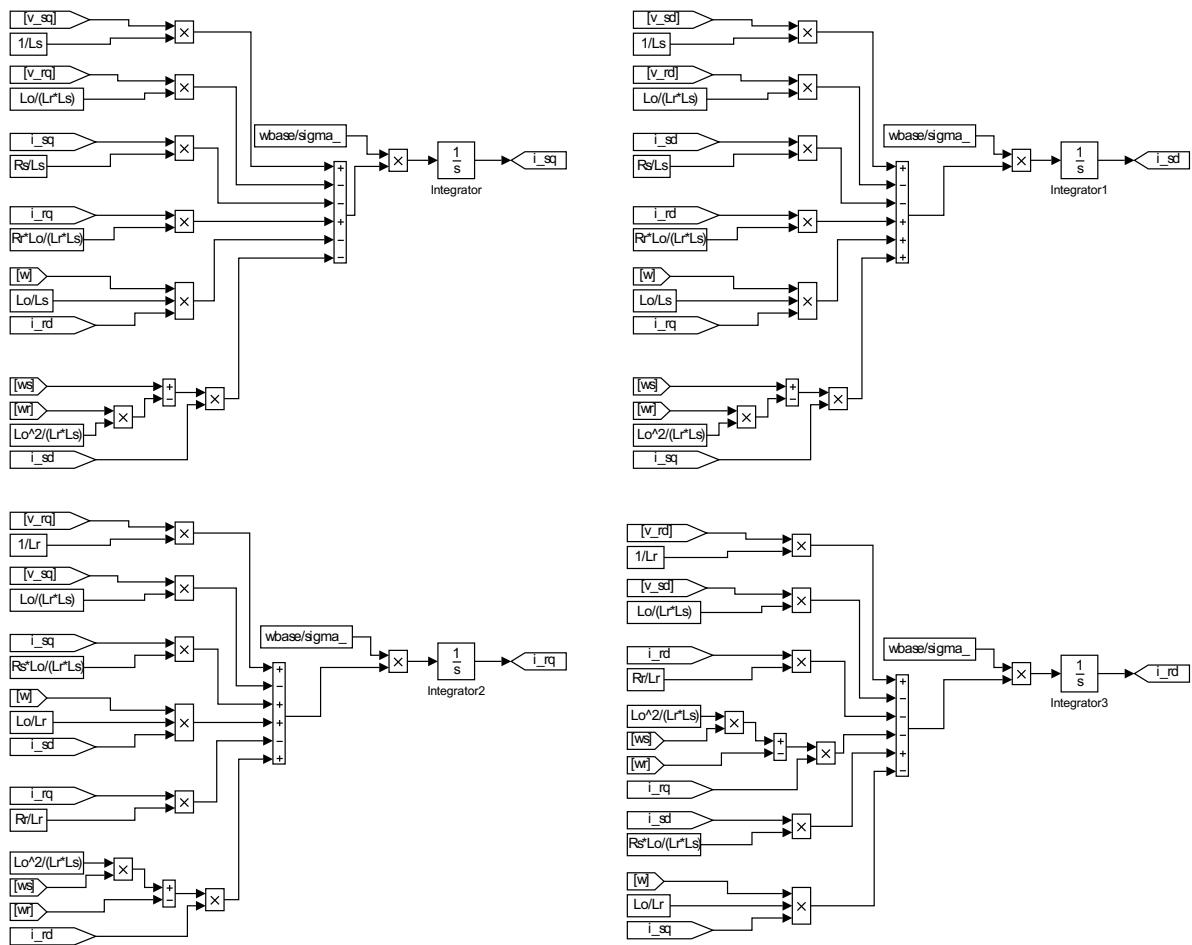 [v_sq]
1/Ls
[v_rq]
Lo/(Lr*Ls)
i_sq
Rs/Ls
i_rq
Rr*Lo/(Lr*Ls)
[w]
Lo/Ls
i_rd
[ws]
[wr]
Lo^2/(Lr*Ls)
i_sd
×
×
×
×
×
×
×
+
−
+
−
−
+
−
−
wbase/sigma_
×
1
s
Integrator
i_sq
[v_sd]
1/Ls
[v_rd]
Lo/(Lr*Ls)
i_sd
Rs/Ls
i_rd
Rr*Lo/(Lr*Ls)
[w]
Lo/Ls
i_rq
[ws]
[wr]
Lo^2/(Lr*Ls)
i_sq
×
×
×
×
×
×
×
+
−
+
−
−
+
+
+
wbase/sigma_
×
1
s
Integrator1
i_sd
[v_rq]
1/Lr
[v_sq]
Lo/(Lr*Ls)
i_sq
Rs*Lo/(Lr*Ls)
[w]
Lo/Lr
i_sd
i_rq
Rr/Lr
Lo^2/(Lr*Ls)
[ws]
[wr]
i_rd
×
×
×
×
×
×
×
+
−
+
−
+
+
−
+
wbase/sigma_
×
1
s
Integrator2
i_rq
[v_rd]
1/Lr
[v_sd]
Lo/(Lr*Ls)
i_rd
Rr/Lr
Lo^2/(Lr*Ls)
[ws]
[wr]
i_rq
i_sd
Rs*Lo/(Lr*Ls)
[w]
Lo/Lr
i_sq
×
×
×
×
×
×
×
+
−
+
−
−
−
+
−
wbase/sigma_
×
1
s
Integrator3
i_rd